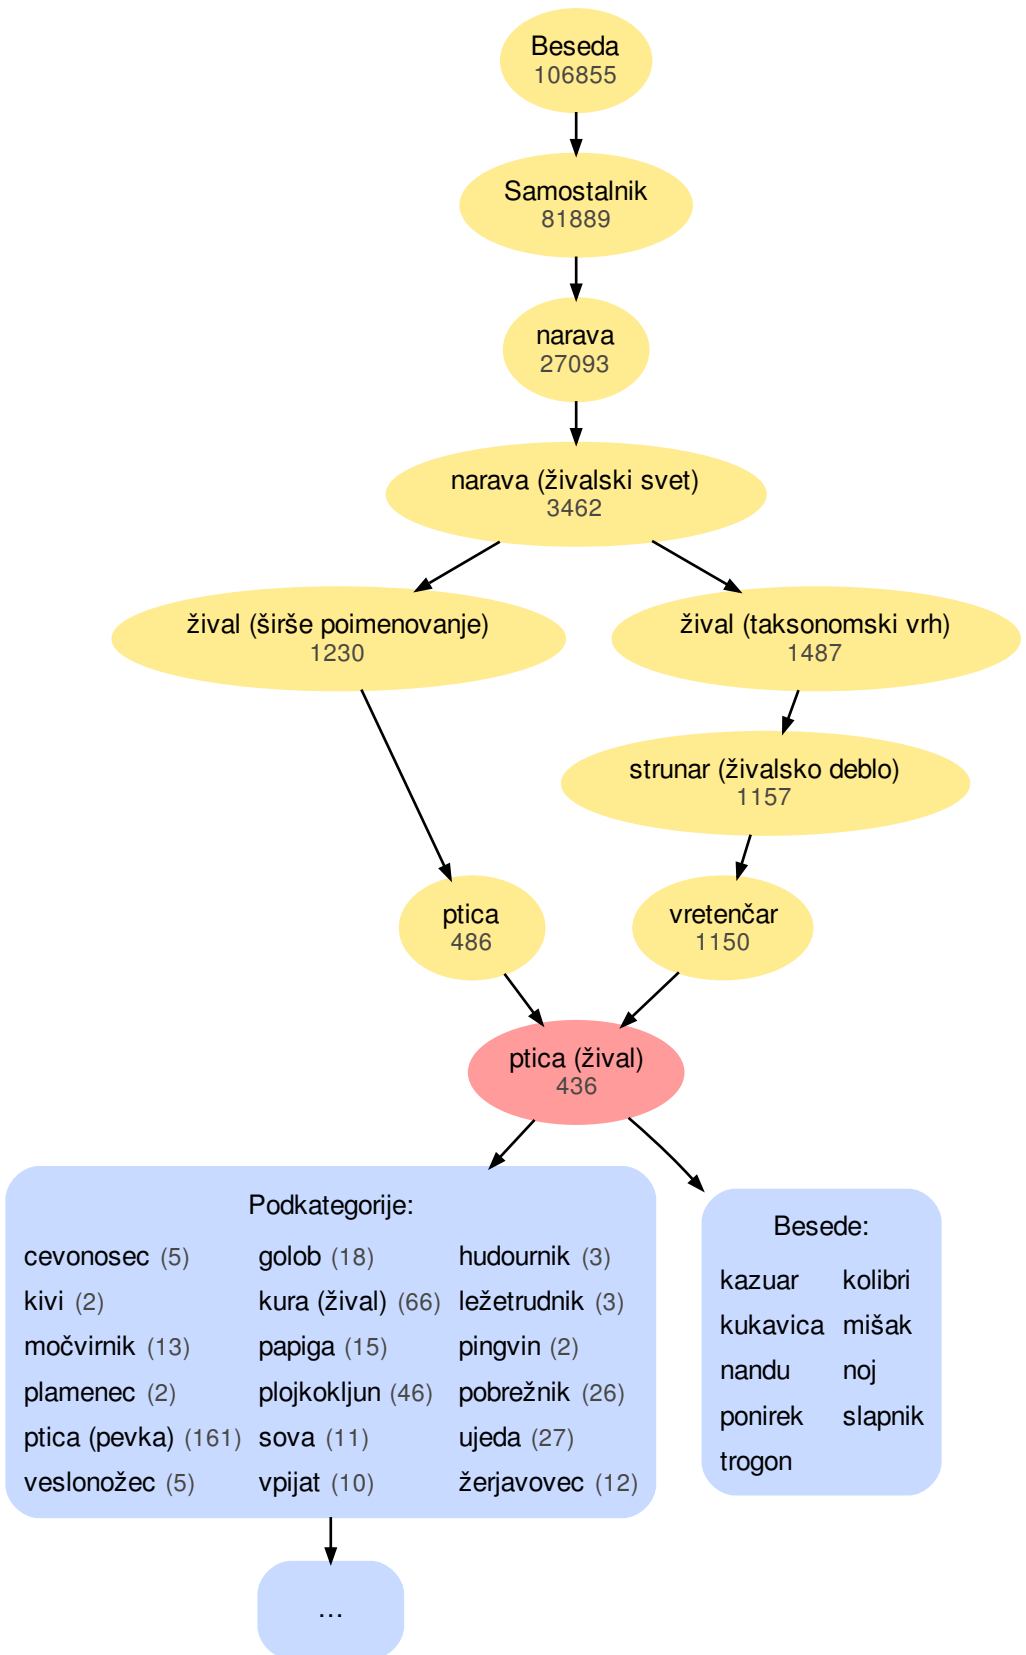 Beseda
106855
Samostalnik
81889
narava
27093
narava (živalski svet)
3462
žival (širše poimenovanje)
1230
žival (taksonomski vrh)
1487
strunar (živalsko deblo)
1157
ptica
486
vretenčar
1150
ptica (žival)
436
Podkategorije:
cevonosec (5) golob (18) hudournik (3)
kivi (2) kura (žival) (66) ležetrudnik (3)
močvirnik (13) papiga (15) pingvin (2)
plamenec (2) plojkokljun (46) pobrežnik (26)
ptica (pevka) (161) sova (11) ujeda (27)
veslonožec (5) vpijat (10) žerjavovec (12)
Besede:
kazuar kolibri
kukavica mišak
nandu noj
ponirek slapnik
trogon
...